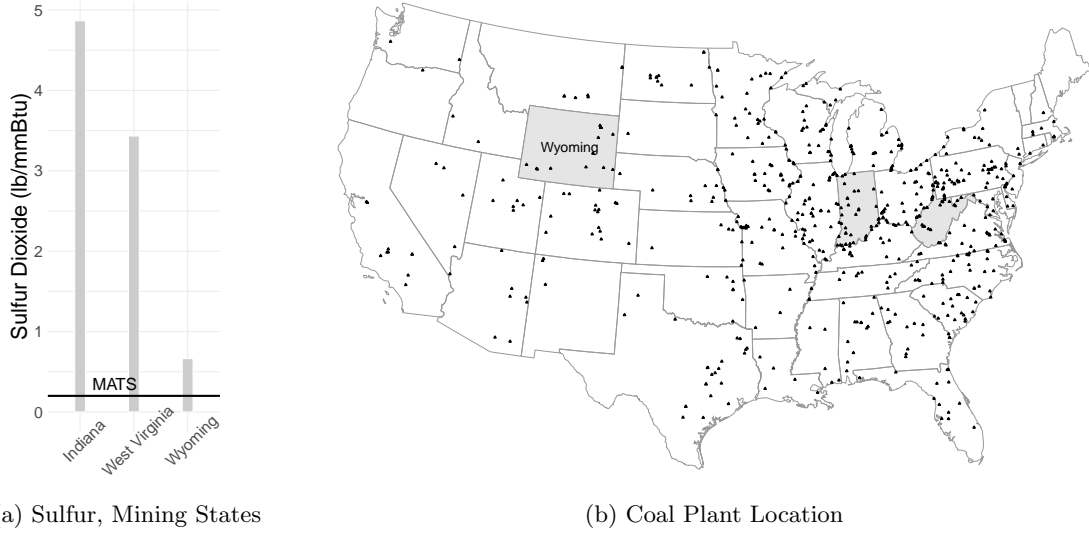 Sulfur Dioxide (lb/mmBtu)
5
4
3
2
1
0
MATS
Indiana
West Virginia
Wyoming
Wyoming
a) Sulfur, Mining States
(b) Coal Plant Location